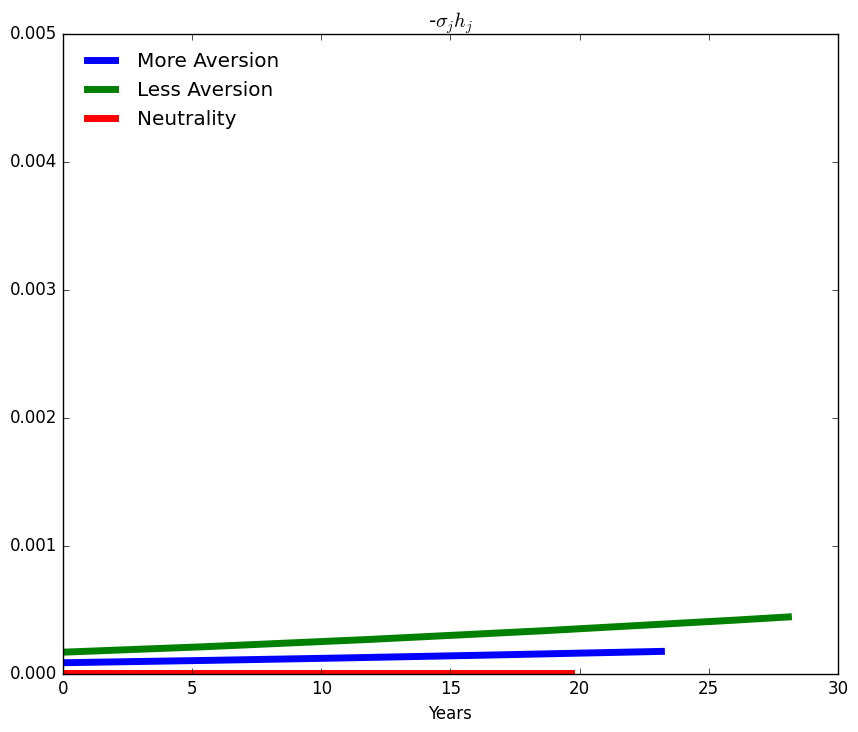 -σ_j h_j
0.005
More Aversion
Less Aversion
Neutrality
0.004
0.003
0.002
0.001
0.000
0 5 10 15 20 25 30
Years